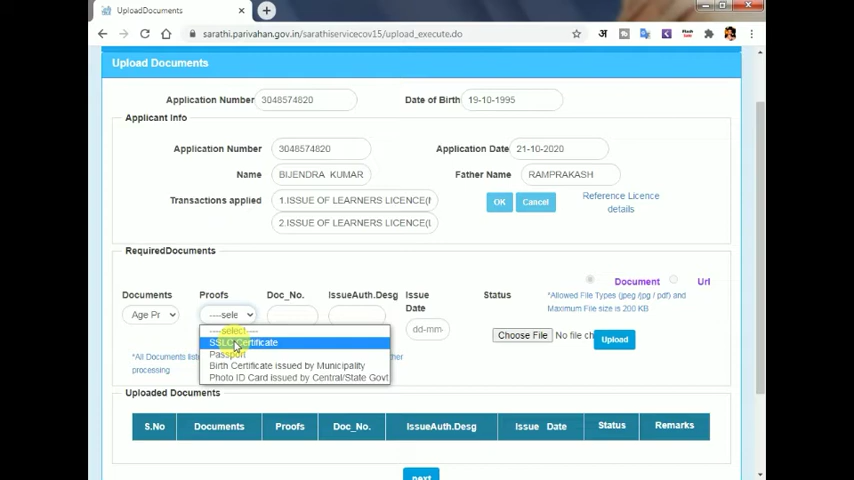 UploadDocuments
sarathi.parivahan.gov.in/sarathiservicecov15/upload_execute.do
अ
Upload Documents
Application Number 3048574820 Date of Birth 19-10-1995
Applicant Info
Application Number 3048574820 Application Date 21-10-2020
Name BIJENDRA KUMAR Father Name RAMPRAKASH
Transactions applied 1.ISSUE OF LEARNERS LICENCE( OK Cancel Reference Licence details
2.ISSUE OF LEARNERS LICENCE(
RequiredDocuments
Document Url
Documents Proofs Doc_No. IssueAuth.Desg Issue Date Status *Allowed File Types (jpeg /jpg / pdf) and Maximum File size is 200 KB
Age Pr ----sele dd-mm- Choose File No file ch Upload
----select----
SSLC Certificate
Passport
Birth Certificate issued by Municipality
Photo ID Card issued by Central/State Govt
*All Documents list her
processing
Uploaded Documents
S.No Documents Proofs Doc_No. IssueAuth.Desg Issue Date Status Remarks
next